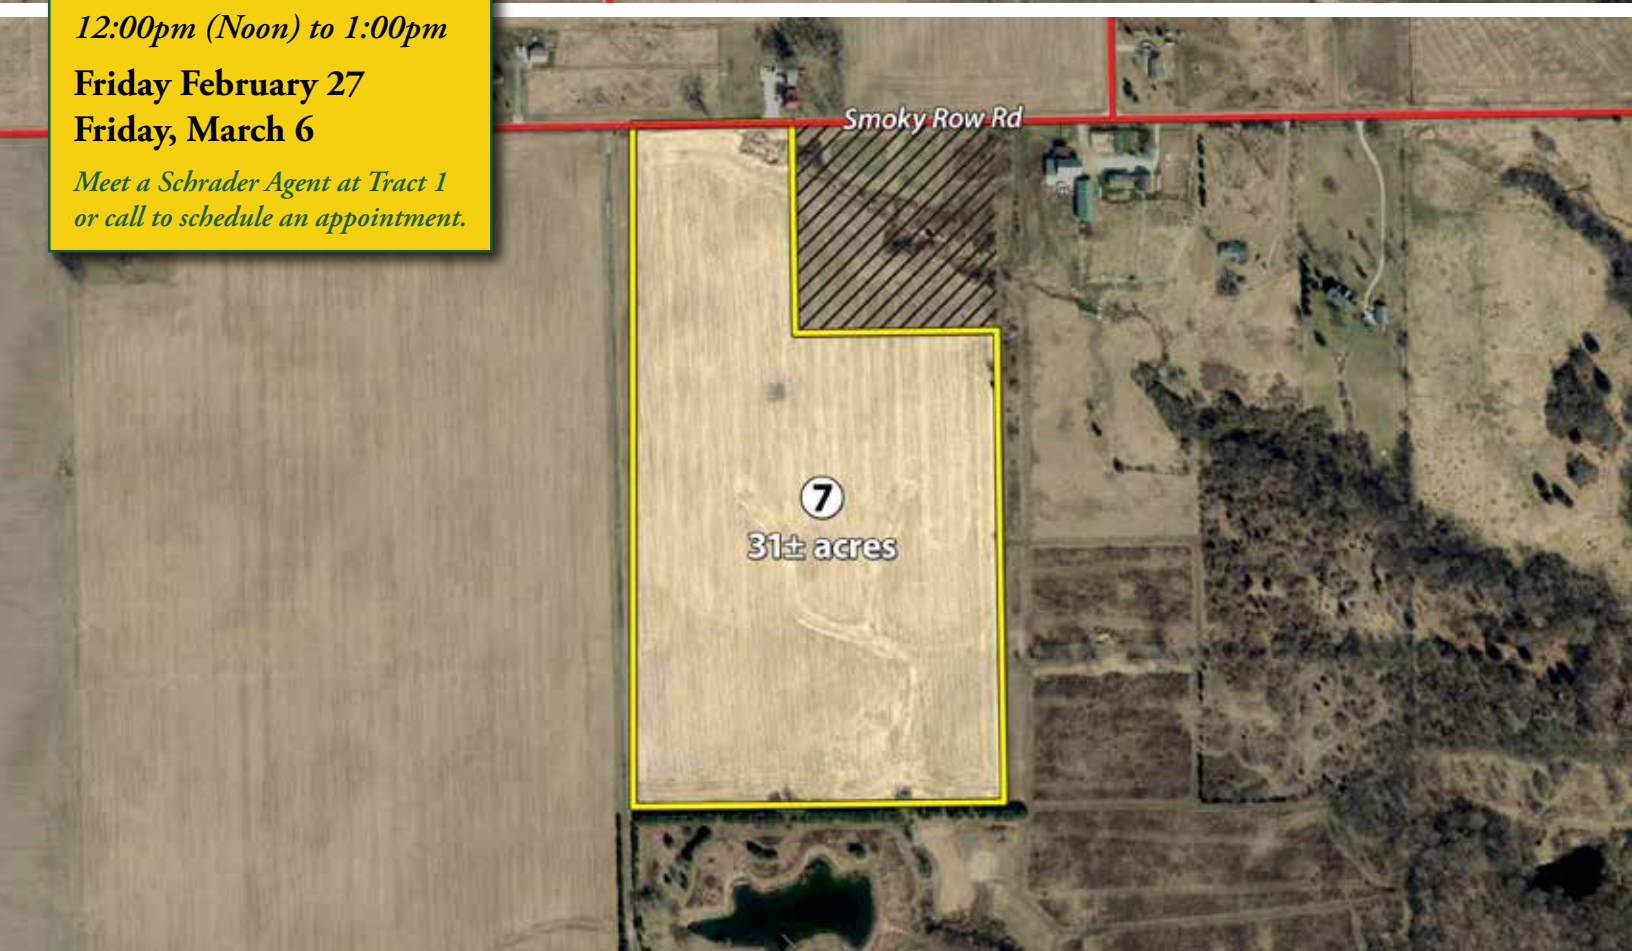 12:00pm (Noon) to 1:00pm
Friday February 27
Friday, March 6
Meet a Schrader Agent at Tract 1
or call to schedule an appointment.
Smoky Row Rd
7
31± acres